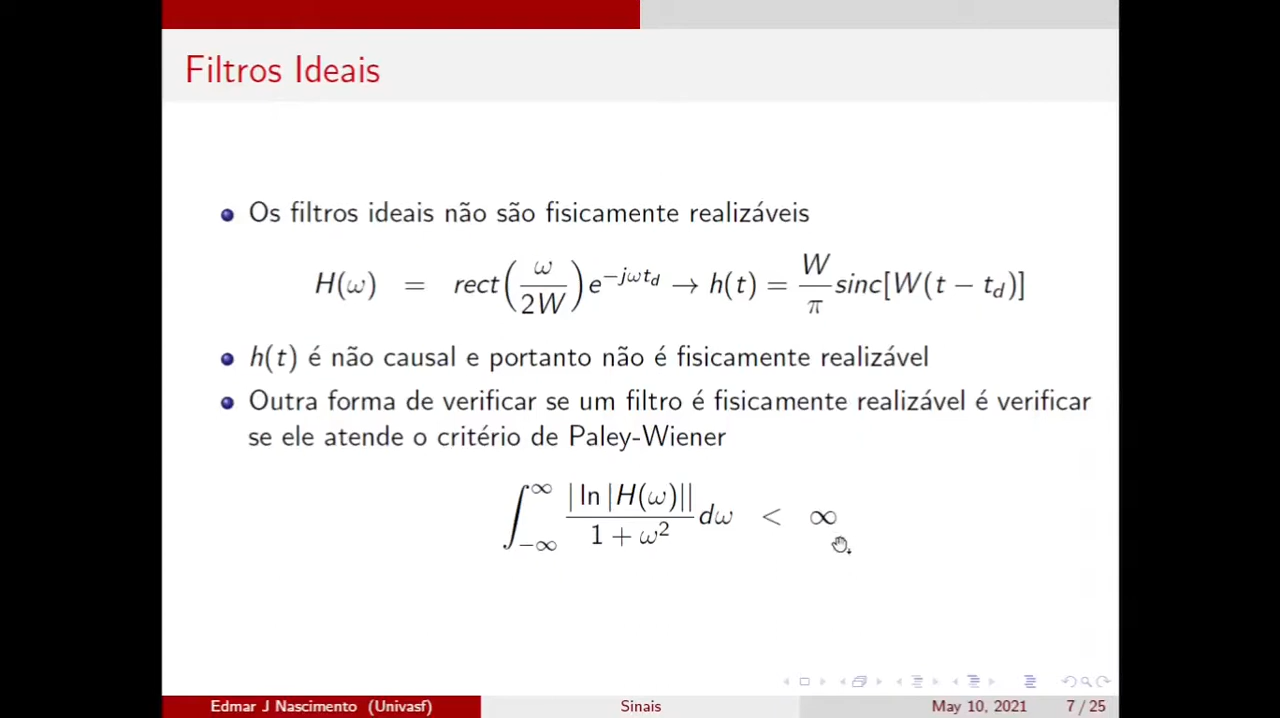 Filtros Ideais
Os filtros ideais não são fisicamente realizáveis
H(ω) = rect(ω/2W)e^{−jωt_d} → h(t) = W/π sinc[W(t − t_d)]
h(t) é não causal e portanto não é fisicamente realizável
Outra forma de verificar se um filtro é fisicamente realizável é verificar
se ele atende o critério de Paley-Wiener
∫_{−∞}^{∞} |ln|H(ω)||/(1 + ω²) dω < ∞
Edmar J Nascimento (Univasf) Sinais May 10, 2021 7 / 25